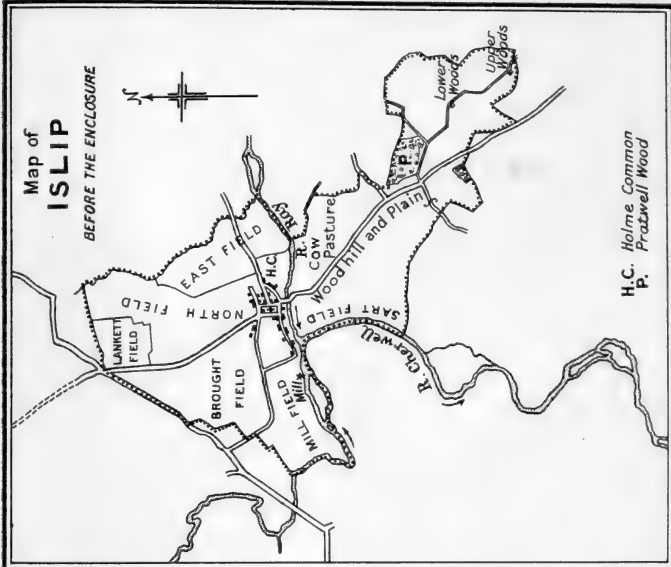 Map of
ISLIP
BEFORE THE ENCLOSURE
N
LANKETT
FIELD
NORTH FIELD
EAST FIELD
BROUGHT
FIELD
H.C.
R. Ray
MILL FIELD
Mill
Cow
Pasture
Wood hill and Plain
SART FIELD
R. Cherwell
P.
Lower
Woods
Upper
Woods
H.C. Holme Common
P. Pratwell Wood